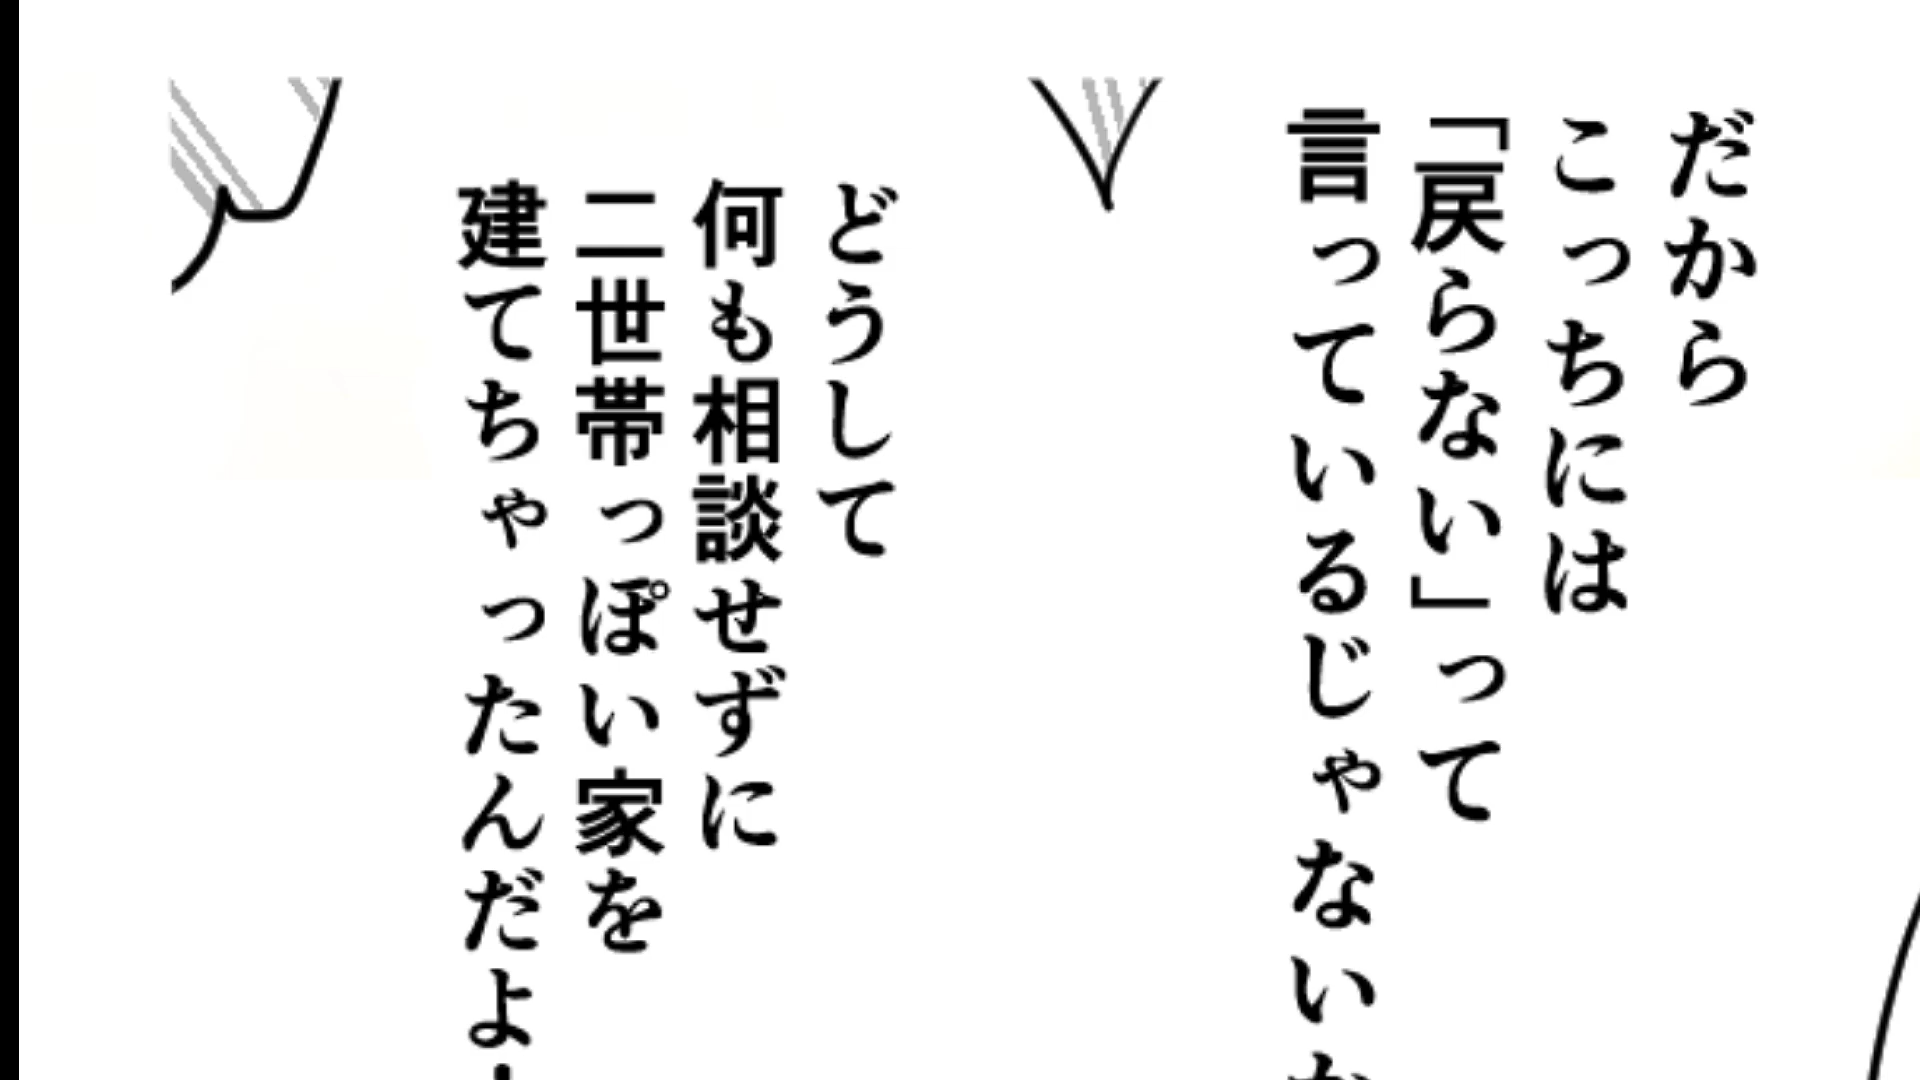 だから
こっちには
「戻らない」って
言っているじゃない
どうして
何も相談せずに
二世帯っぽい家を
建てちゃったんだよ